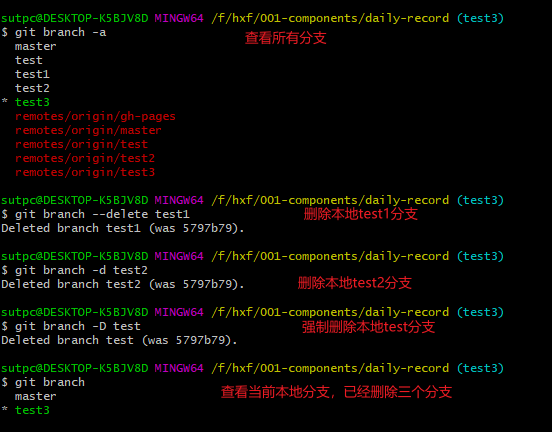 sutpc@DESKTOP-K5BJV8D MINGW64 /f/hxf/001-components/daily-record (test3)
$ git branch -a 查看所有分支
  master
  test
  test1
  test2
* test3
  remotes/origin/gh-pages
  remotes/origin/master
  remotes/origin/test
  remotes/origin/test2
  remotes/origin/test3
sutpc@DESKTOP-K5BJV8D MINGW64 /f/hxf/001-components/daily-record (test3)
$ git branch --delete test1 删除本地test1分支
Deleted branch test1 (was 5797b79).
sutpc@DESKTOP-K5BJV8D MINGW64 /f/hxf/001-components/daily-record (test3)
$ git branch -d test2 删除本地test2分支
Deleted branch test2 (was 5797b79).
sutpc@DESKTOP-K5BJV8D MINGW64 /f/hxf/001-components/daily-record (test3)
$ git branch -D test 强制删除本地test分支
Deleted branch test (was 5797b79).
sutpc@DESKTOP-K5BJV8D MINGW64 /f/hxf/001-components/daily-record (test3)
$ git branch 查看当前本地分支，已经删除三个分支
  master
* test3